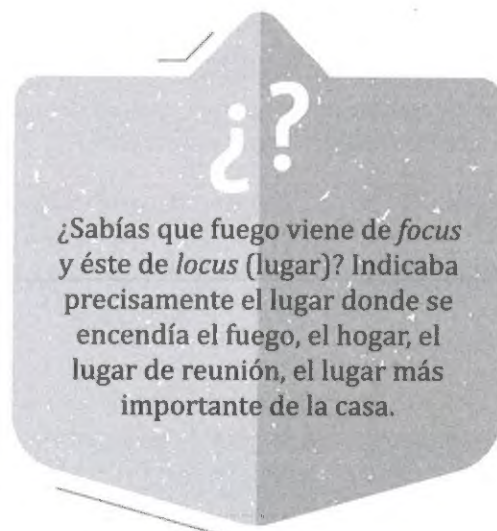 ¿?
¿Sabías que fuego viene de focus
y éste de locus (lugar)? Indicaba
precisamente el lugar donde se
encendía el fuego, el hogar, el
lugar de reunión, el lugar más
importante de la casa.